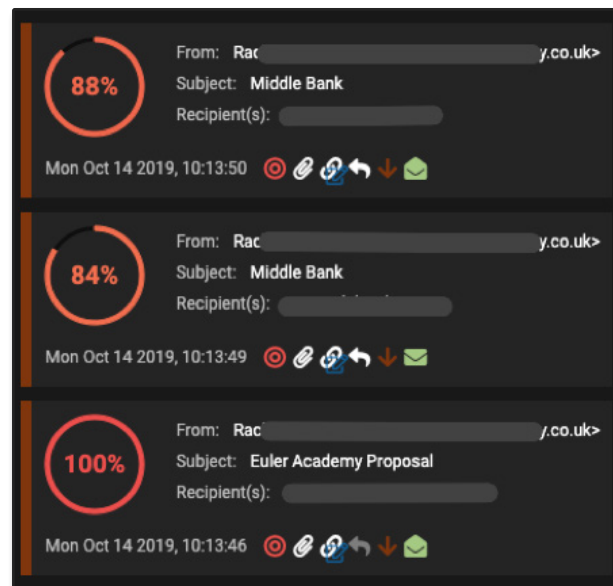 88%
From: Rac y.co.uk>
Subject: Middle Bank
Recipient(s):
Mon Oct 14 2019, 10:13:50
84%
From: Rac y.co.uk>
Subject: Middle Bank
Recipient(s):
Mon Oct 14 2019, 10:13:49
100%
From: Rac y.co.uk>
Subject: Euler Academy Proposal
Recipient(s):
Mon Oct 14 2019, 10:13:46